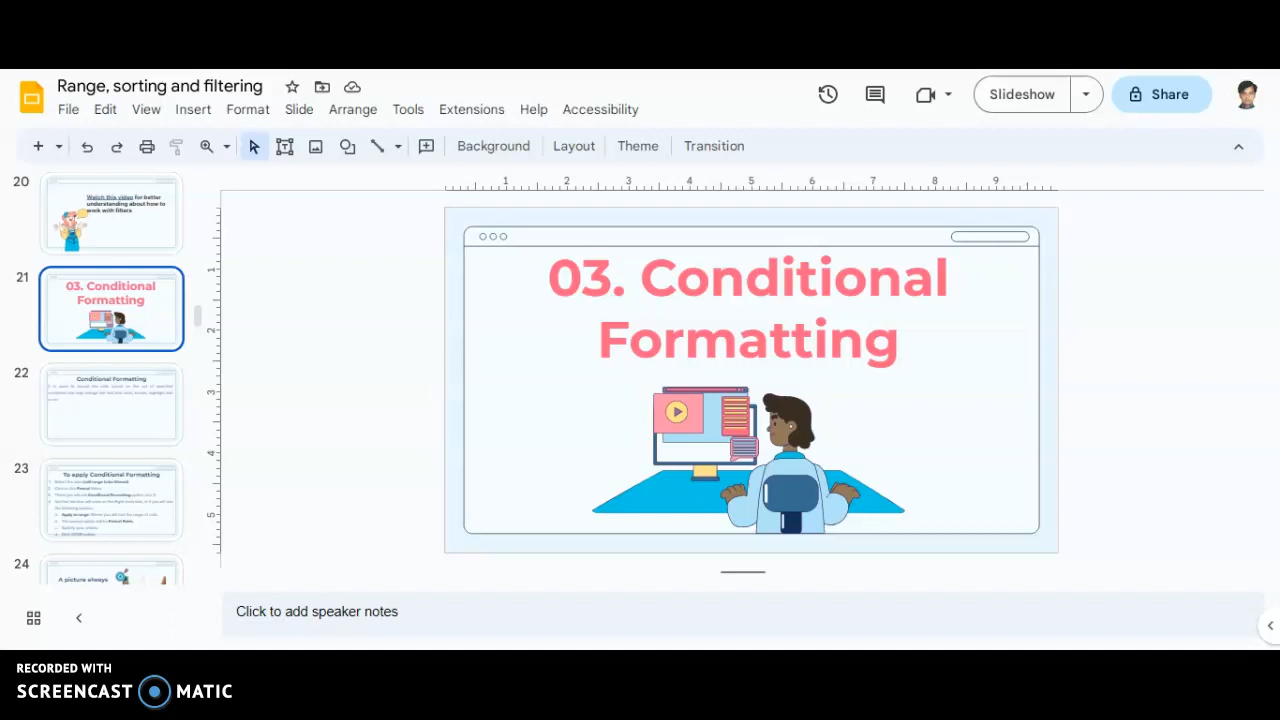 Range, sorting and filtering
File Edit View Insert Format Slide Arrange Tools Extensions Help Accessibility
Slideshow
Share
Background Layout Theme Transition
20
Watch this video for better
understanding about how to
work with filters
21
03. Conditional
Formatting
22
Conditional Formatting
23
To apply Conditional Formatting
24
A picture always
1 2 3 4 5 6 7 8 9
1
2
3
4
5
03. Conditional
Formatting
Click to add speaker notes
RECORDED WITH
SCREENCAST MATIC